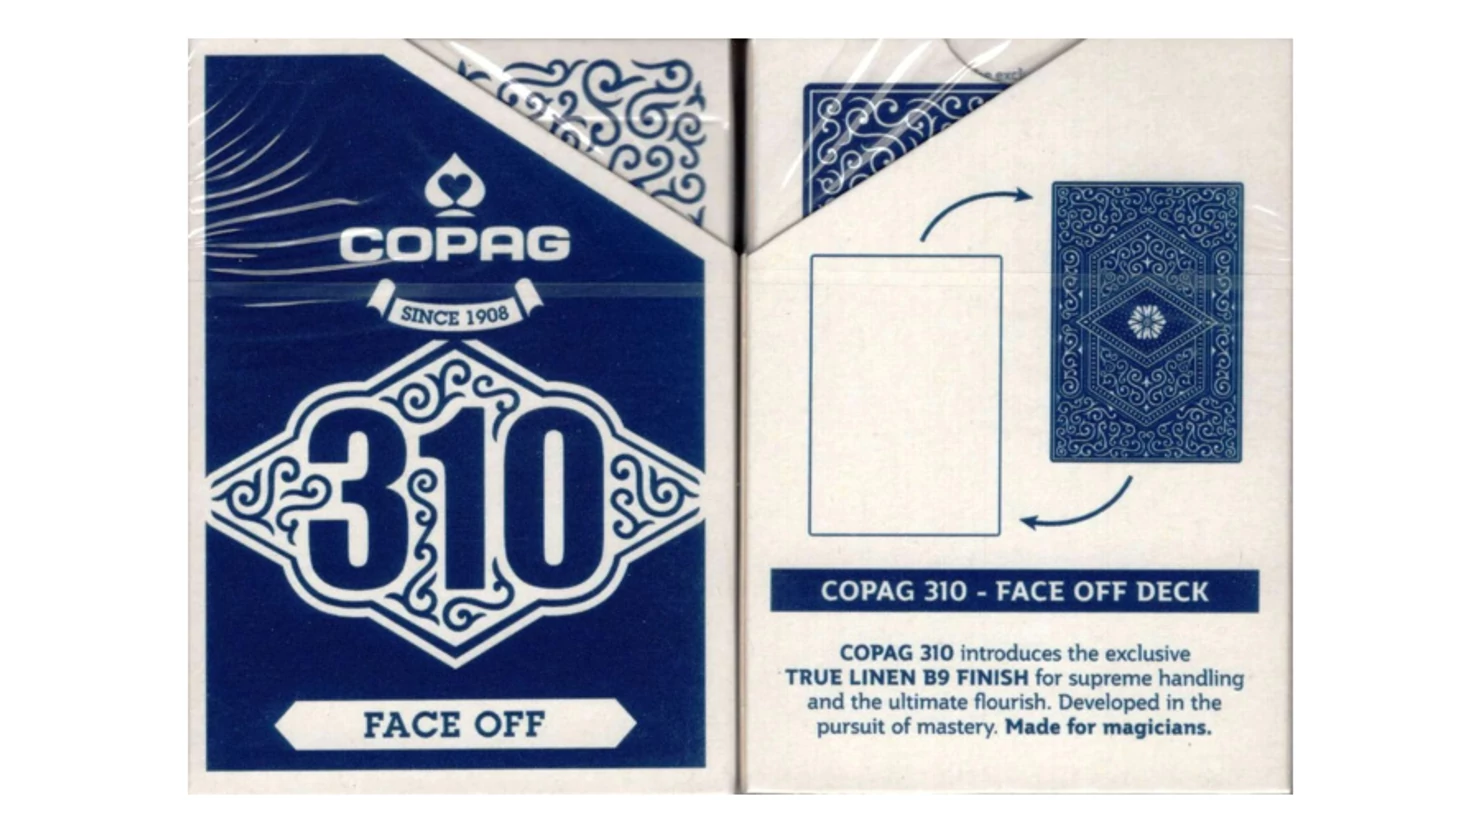 COPAG
SINCE 1908
310
FACE OFF
COPAG 310 - FACE OFF DECK
COPAG 310 introduces the exclusive
TRUE LINEN B9 FINISH for supreme handling
and the ultimate flourish. Developed in the
pursuit of mastery. Made for magicians.